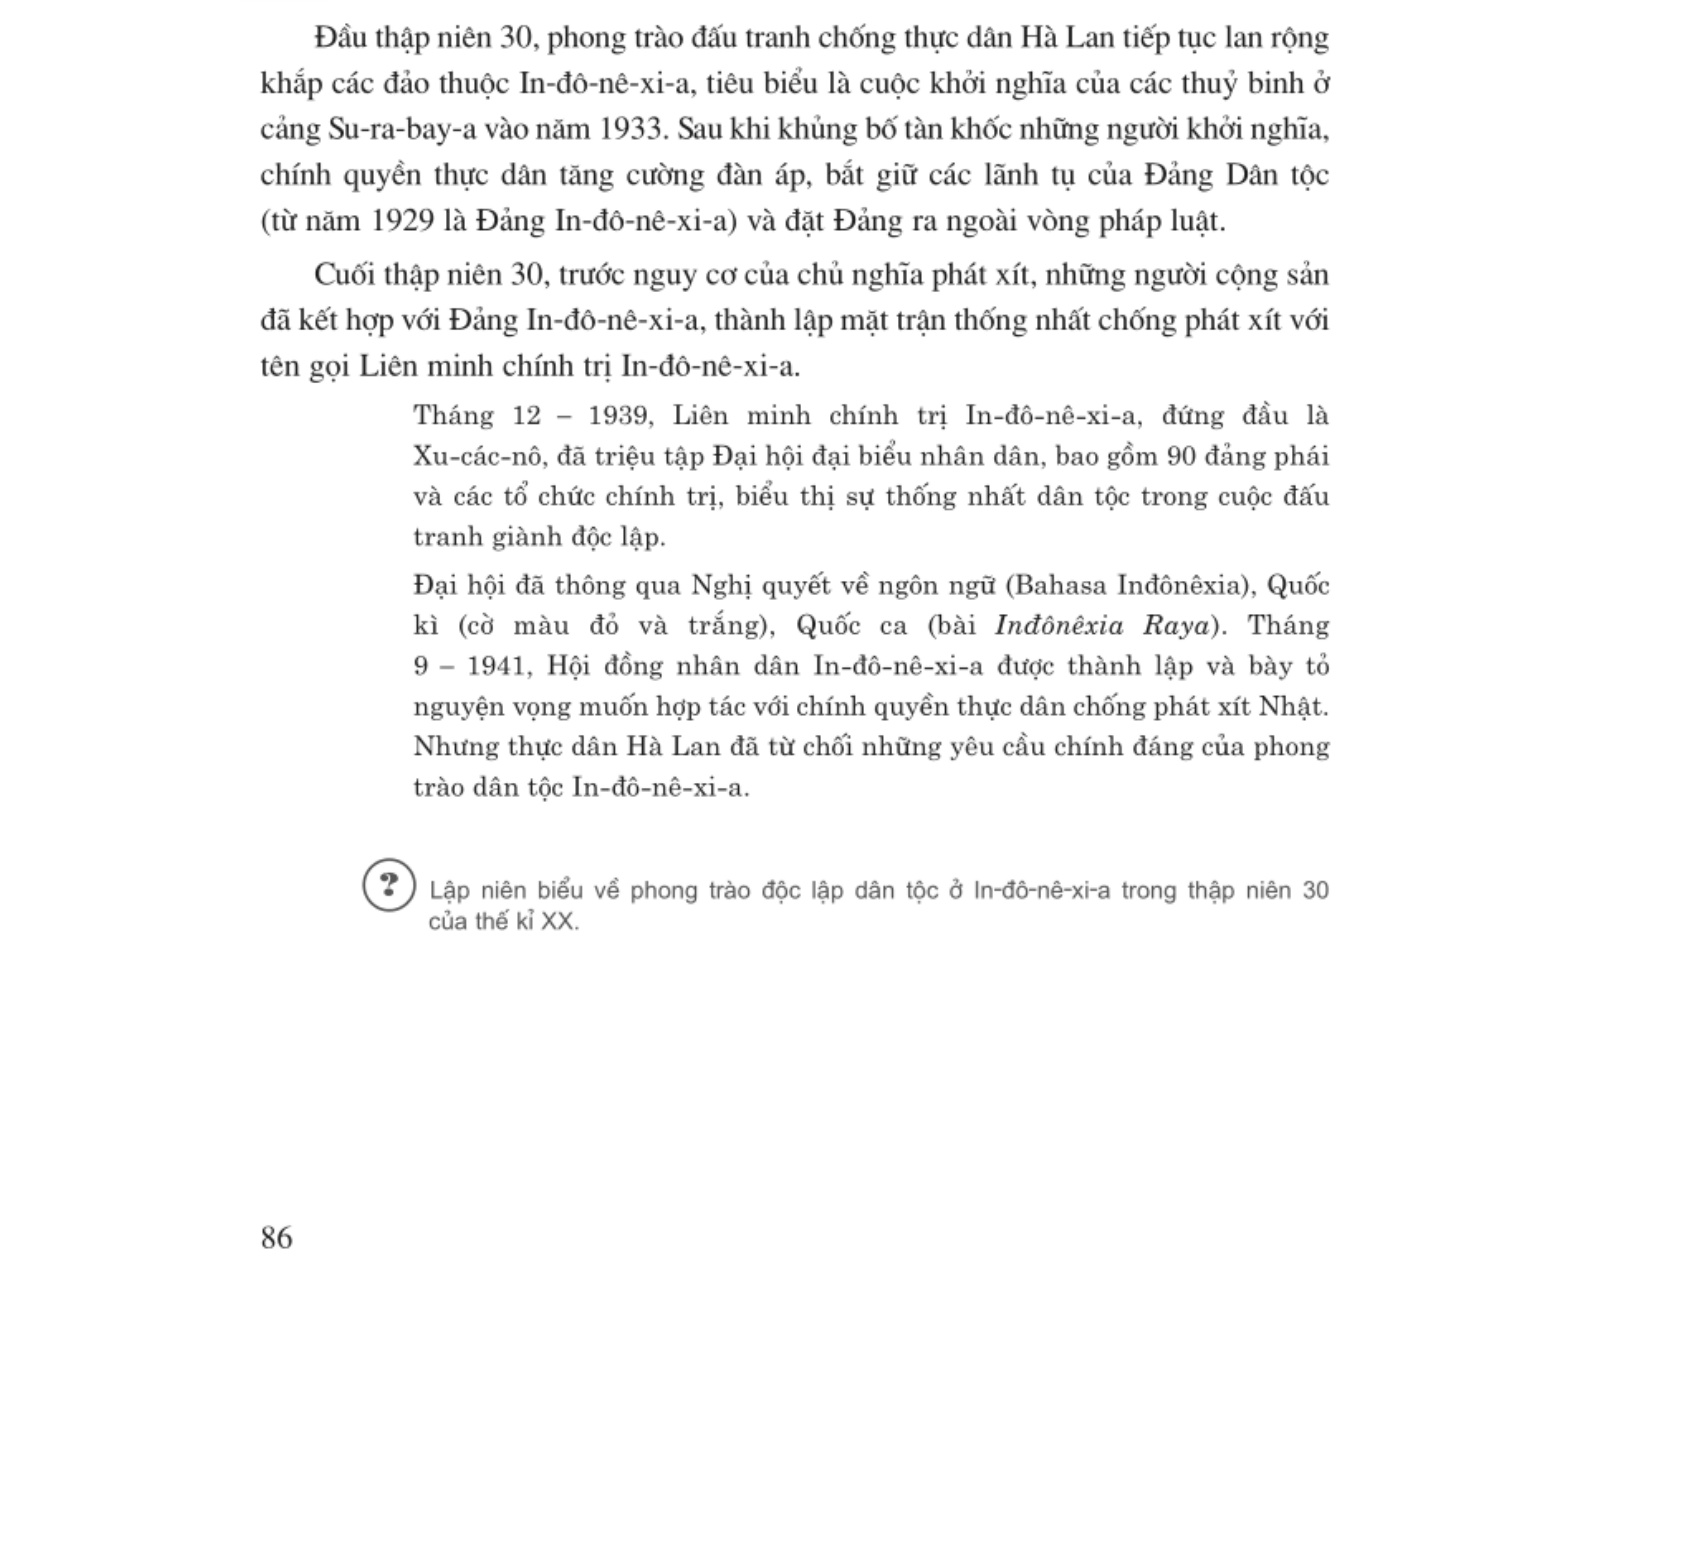 Đầu thập niên 30, phong trào đấu tranh chống thực dân Hà Lan tiếp tục lan rộng
khắp các đảo thuộc In-đô-nê-xi-a, tiêu biểu là cuộc khởi nghĩa của các thuỷ binh ở
cảng Su-ra-bay-a vào năm 1933. Sau khi khủng bố tàn khốc những người khởi nghĩa,
chính quyền thực dân tăng cường đàn áp, bắt giữ các lãnh tụ của Đảng Dân tộc
(từ năm 1929 là Đảng In-đô-nê-xi-a) và đặt Đảng ra ngoài vòng pháp luật.
Cuối thập niên 30, trước nguy cơ của chủ nghĩa phát xít, những người cộng sản
đã kết hợp với Đảng In-đô-nê-xi-a, thành lập mặt trận thống nhất chống phát xít với
tên gọi Liên minh chính trị In-đô-nê-xi-a.
Tháng 12 – 1939, Liên minh chính trị In-đô-nê-xi-a, đứng đầu là
Xu-các-nô, đã triệu tập Đại hội đại biểu nhân dân, bao gồm 90 đảng phái
và các tổ chức chính trị, biểu thị sự thống nhất dân tộc trong cuộc đấu
tranh giành độc lập.
Đại hội đã thông qua Nghị quyết về ngôn ngữ (Bahasa Inđônêxia), Quốc
kì (cờ màu đỏ và trắng), Quốc ca (bài Inđônêxia Raya). Tháng
9 – 1941, Hội đồng nhân dân In-đô-nê-xi-a được thành lập và bày tỏ
nguyện vọng muốn hợp tác với chính quyền thực dân chống phát xít Nhật.
Nhưng thực dân Hà Lan đã từ chối những yêu cầu chính đáng của phong
trào dân tộc In-đô-nê-xi-a.
? Lập niên biểu về phong trào độc lập dân tộc ở In-đô-nê-xi-a trong thập niên 30
của thế kỉ XX.
86